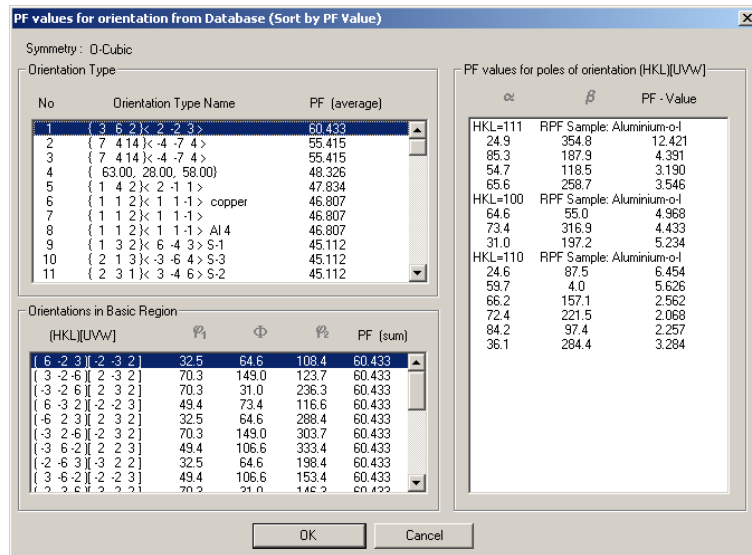 PF values for orientation from Database (Sort by PF Value)
Symmetry : O-Cubic
Orientation Type
No Orientation Type Name PF (average)
1 { 3 6 2}< 2 -2 3 > 60.433
2 { 7 4 14 }< -4 -7 4 > 55.415
3 { 7 4 14 }< -4 -7 4 > 55.415
4 { 63.00, 28.00, 58.00} 48.326
5 { 1 4 2 }< 2 -1 1 > 47.834
6 { 1 1 2 }< 1 1 -1 > copper 46.807
7 { 1 1 2 }< 1 1 -1 > 46.807
8 { 1 1 2 }< 1 1 -1 > Al 4 46.807
9 { 1 3 2 }< 6 -4 3 > S-1 45.112
10 { 2 1 3 }< -3 -6 4 > S-3 45.112
11 { 2 3 1 }< 3 -4 6 > S-2 45.112
Orientations in Basic Region
(HKL)[UVW] φ1 Φ φ2 PF (sum)
( 6 -2 3 )[ -2 -3 2 ] 32.5 64.6 108.4 60.433
( 3 -2 -6 )[ 2 -3 2 ] 70.3 149.0 123.7 60.433
( -3 -2 6 )[ 2 3 2 ] 70.3 31.0 236.3 60.433
( 6 -3 2 )[ -2 -2 3 ] 49.4 73.4 116.6 60.433
( -6 2 3 )[ 2 3 2 ] 32.5 64.6 288.4 60.433
( -3 2 -6 )[ -2 3 2 ] 70.3 149.0 303.7 60.433
( -3 6 -2 )[ 2 2 3 ] 49.4 106.6 333.4 60.433
( -2 -6 3 )[ -3 2 2 ] 32.5 64.6 198.4 60.433
( 3 -6 -2 )[ -2 -2 3 ] 49.4 106.6 153.4 60.433
70.3 31.0 146.3 60.433
PF values for poles of orientation (HKL)[UVW]
α β PF - Value
HKL=111 RPF Sample: Aluminium-o-l
24.9 354.8 12.421
85.3 187.9 4.391
54.7 118.5 3.190
65.6 258.7 3.546
HKL=100 RPF Sample: Aluminium-o-l
64.6 55.0 4.968
73.4 316.9 4.433
31.0 197.2 5.234
HKL=110 RPF Sample: Aluminium-o-l
24.6 87.5 6.454
59.7 4.0 5.626
66.2 157.1 2.562
72.4 221.5 2.068
84.2 97.4 2.257
36.1 284.4 3.284
OK Cancel